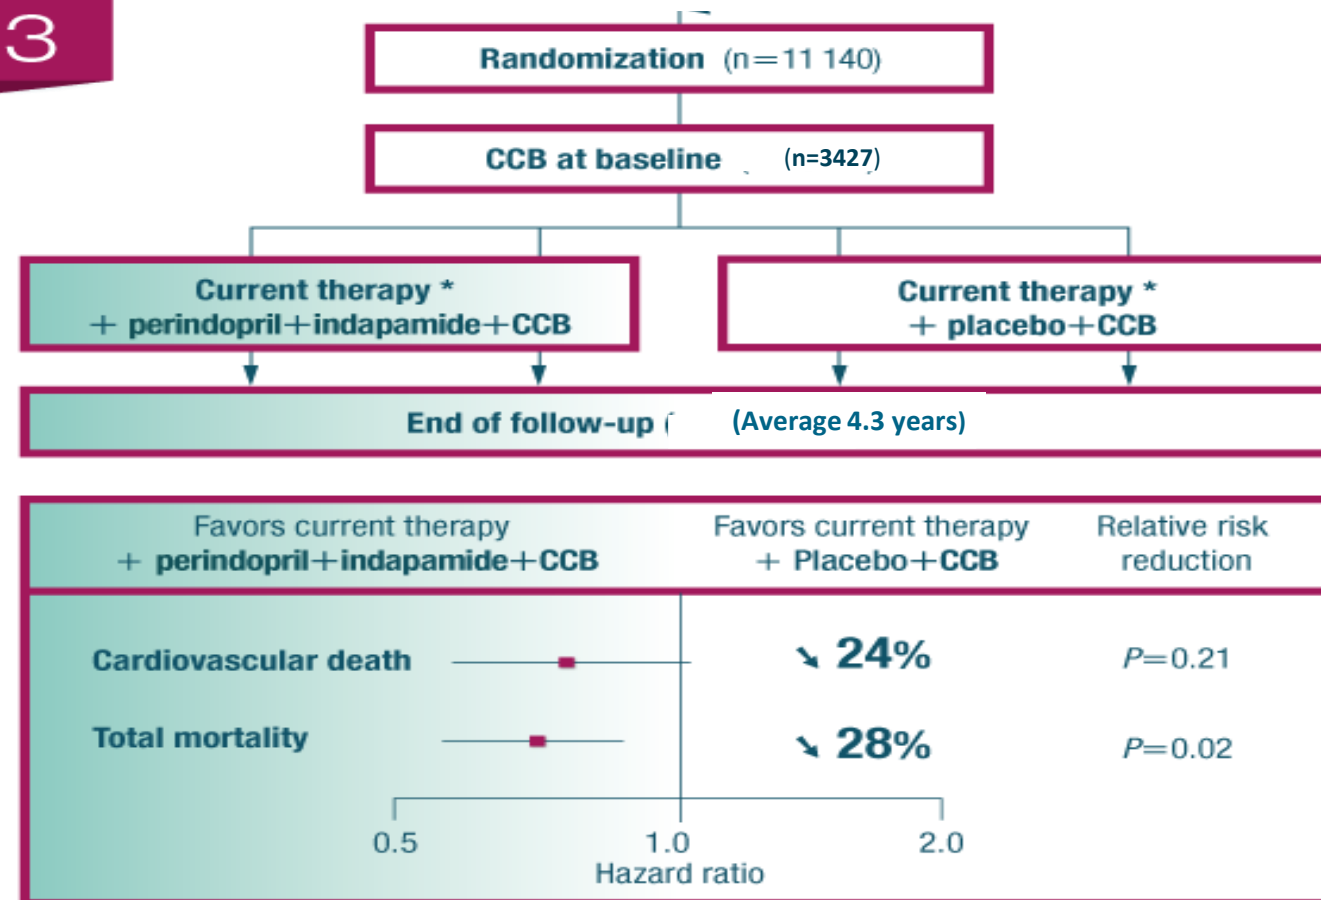 3
Randomization (n=11 140)
CCB at baseline (n=3427)
Current therapy *
+ perindopril+indapamide+CCB
Current therapy *
+ placebo+CCB
End of follow-up ( (Average 4.3 years)
Favors current therapy
+ perindopril+indapamide+CCB
Favors current therapy
+ Placebo+CCB
Relative risk
reduction
Cardiovascular death ↘ 24% P=0.21
Total mortality ↘ 28% P=0.02
0.5 1.0 2.0
Hazard ratio